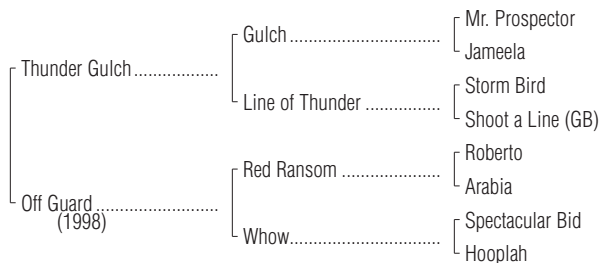 Mr. Prospector
Gulch
Jameela
Thunder Gulch
Storm Bird
Line of Thunder
Shoot a Line (GB)
Roberto
Red Ransom
Arabia
Off Guard
(1998)
Spectacular Bid
Whow
Hooplah